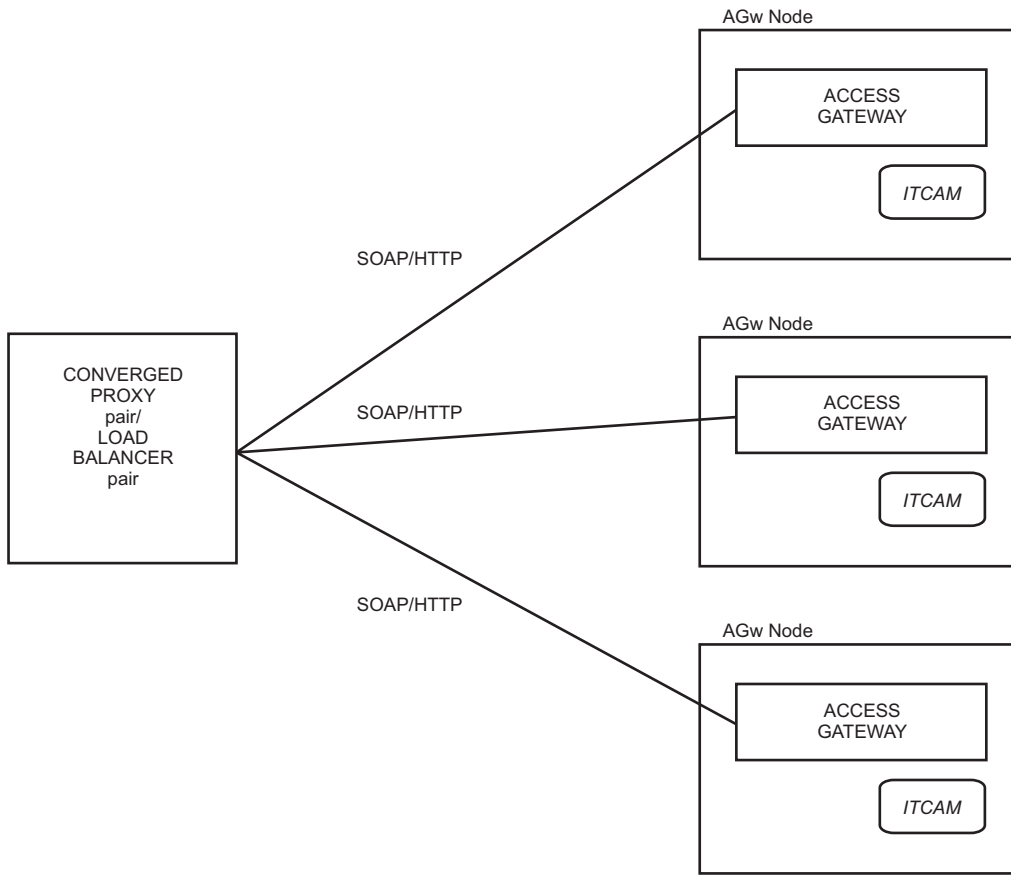 AGw Node
ACCESS
GATEWAY
ITCAM
SOAP/HTTP
AGw Node
CONVERGED
PROXY
pair/
LOAD
BALANCER
pair
SOAP/HTTP
ACCESS
GATEWAY
ITCAM
SOAP/HTTP
AGw Node
ACCESS
GATEWAY
ITCAM